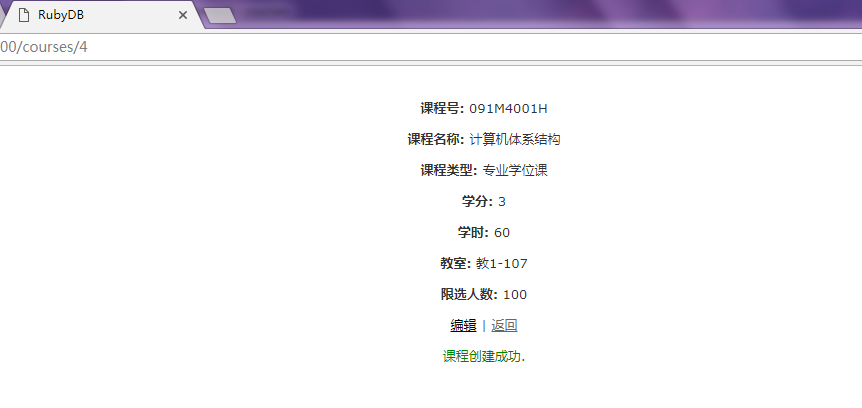 RubyDB
00/courses/4
课程号: 091M4001H
课程名称: 计算机体系结构
课程类型: 专业学位课
学分: 3
学时: 60
教室: 教1-107
限选人数: 100
编辑 | 返回
课程创建成功.